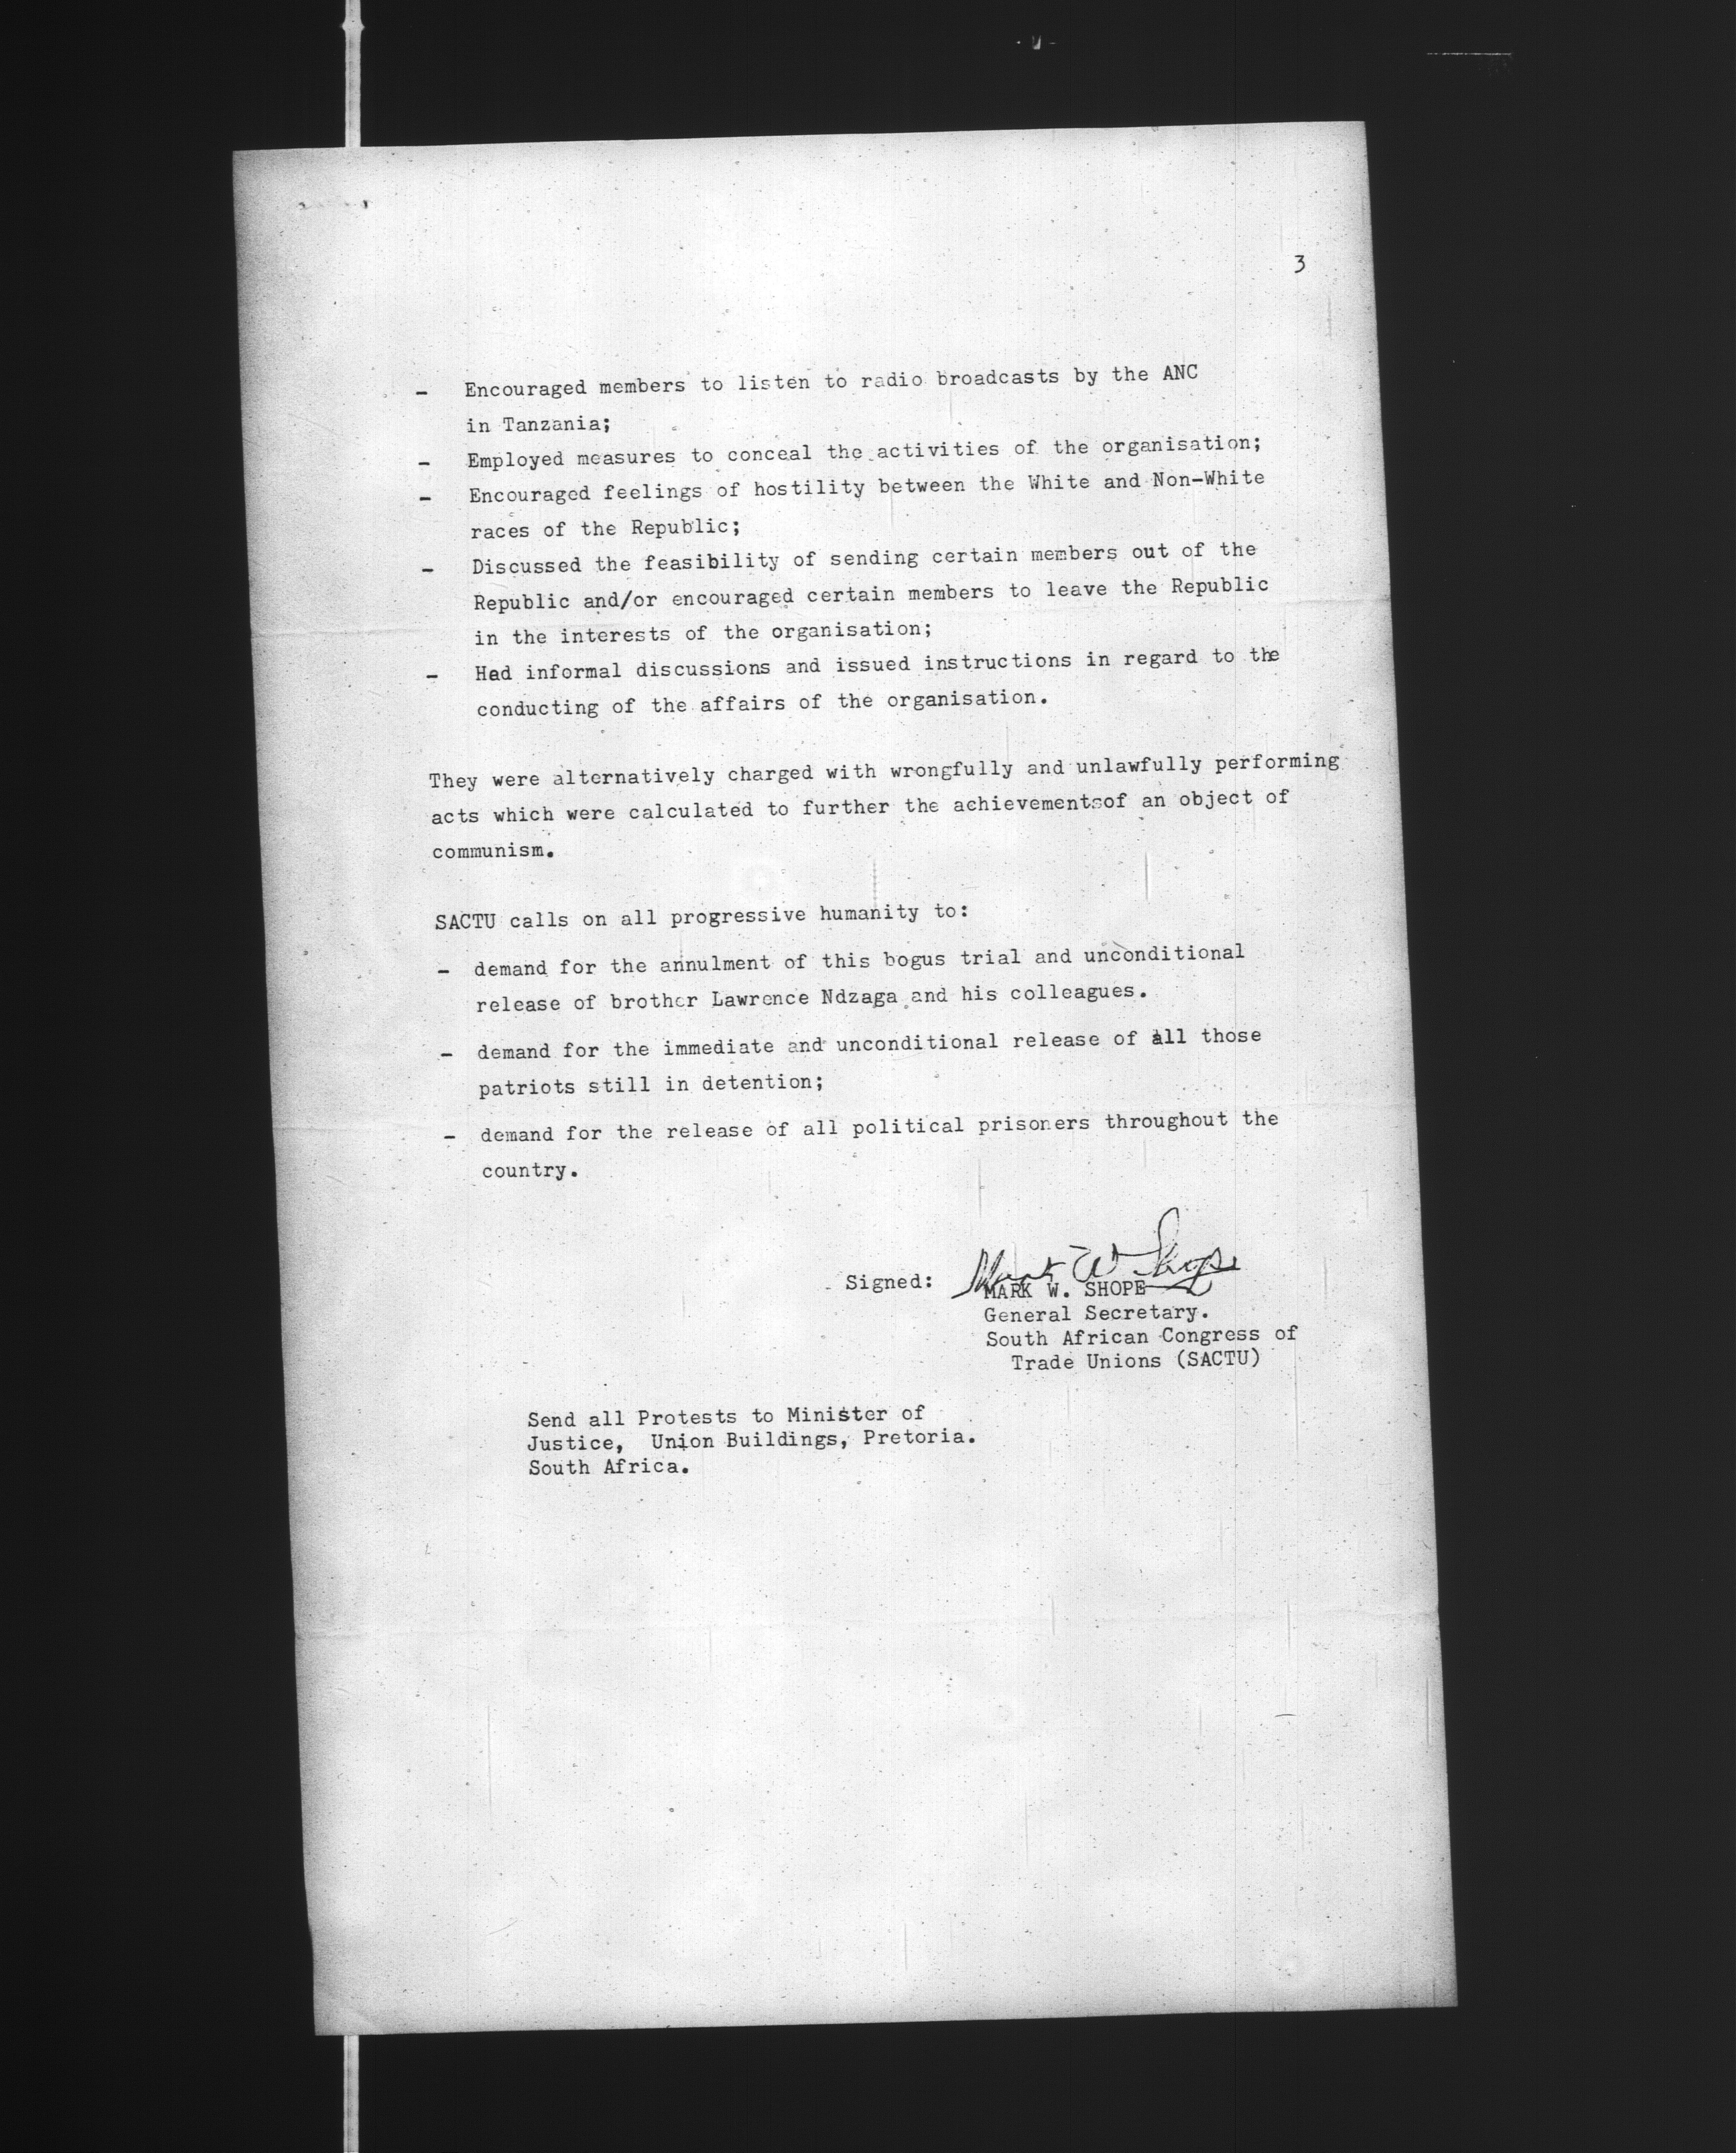 3
- Encouraged members to listen to radio broadcasts by the ANC
in Tanzania;
- Employed measures to conceal the activities of the organisation;
- Encouraged feelings of hostility between the White and Non-White
races of the Republic;
- Discussed the feasibility of sending certain members out of the
Republic and/or encouraged certain members to leave the Republic
in the interests of the organisation;
- Had informal discussions and issued instructions in regard to the
conducting of the affairs of the organisation.
They were alternatively charged with wrongfully and unlawfully performing
acts which were calculated to further the achievementsof an object of
communism.
SACTU calls on all progressive humanity to:
- demand for the annulment of this bogus trial and unconditional
release of brother Lawrence Ndzaga and his colleagues.
- demand for the immediate and unconditional release of all those
patriots still in detention;
- demand for the release of all political prisoners throughout the
country.
Signed: Mark W Shope
MARK W. SHOPE
General Secretary.
South African Congress of
Trade Unions (SACTU)
Send all Protests to Minister of
Justice, Union Buildings, Pretoria.
South Africa.